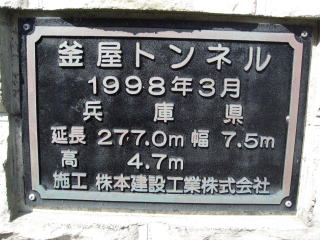 釜屋トンネル
1998年3月
兵庫県
延長 277.0m 幅 7.5m
高 4.7m
施工 株本建設工業株式会社